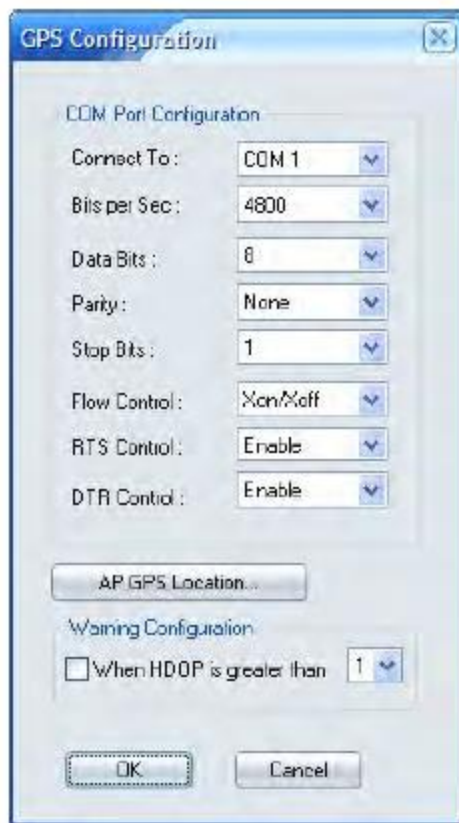 GPS Configuration
COM Port Configuration
Connect To : COM 1
Bits per Sec : 4800
Data Bits : 8
Parity : None
Stop Bits : 1
Flow Control : Xon/Xoff
RTS Control : Enable
DTR Control : Enable
AP GPS Location...
Warning Configuration
When HDOP is greater than 1
OK Cancel